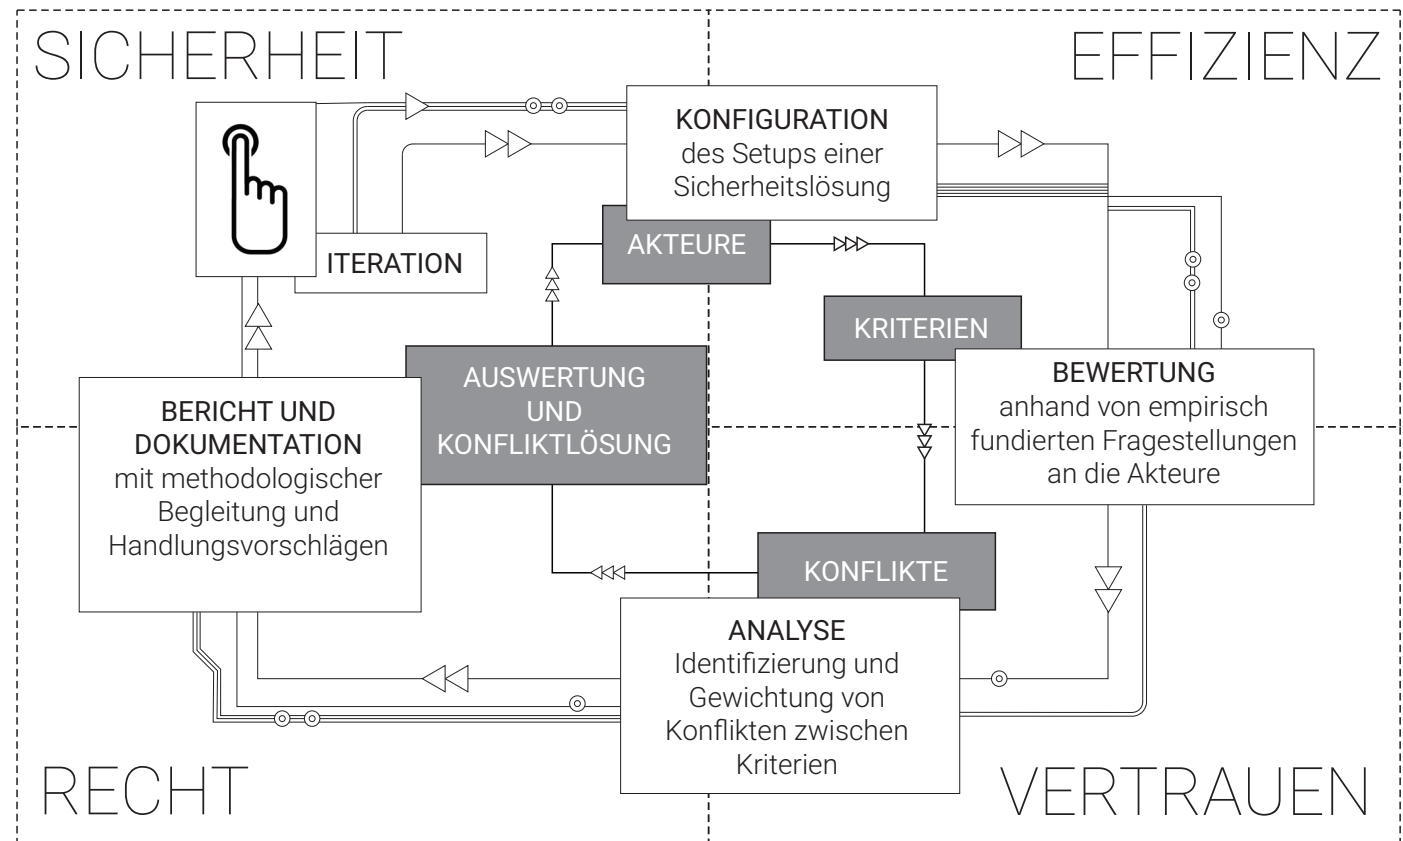 SICHERHEIT
EFFIZIENZ
KONFIGURATION
des Setups einer
Sicherheitslösung
ITERATION
AKTEURE
KRITERIEN
AUSWERTUNG
UND
KONFLIKTLÖSUNG
BEWERTUNG
anhand von empirisch
fundierten Fragestellungen
an die Akteure
BERICHT UND
DOKUMENTATION
mit methodologischer
Begleitung und
Handlungsvorschlägen
KONFLIKTE
ANALYSE
Identifizierung und
Gewichtung von
Konflikten zwischen
Kriterien
RECHT
VERTRAUEN